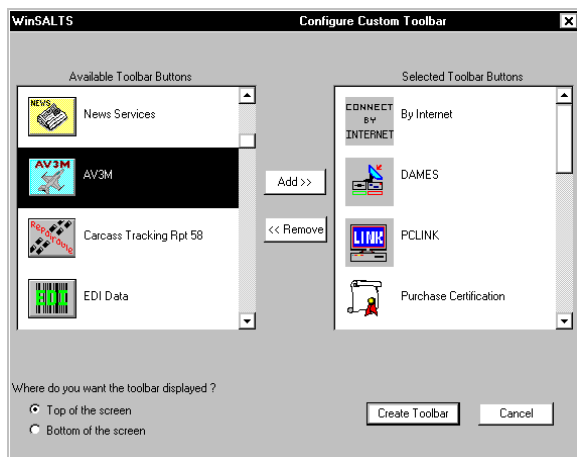 WinSALTS Configure Custom Toolbar
Available Toolbar Buttons
Selected Toolbar Buttons
NEWS
News Services
AV3M
AV3M
Repairable
Carcass Tracking Rpt 58
EDI
EDI Data
Add >>
<< Remove
CONNECT
BY
INTERNET
By Internet
DAMES
LINK
PCLINK
Purchase Certification
Where do you want the toolbar displayed ?
Top of the screen
Bottom of the screen
Create Toolbar
Cancel